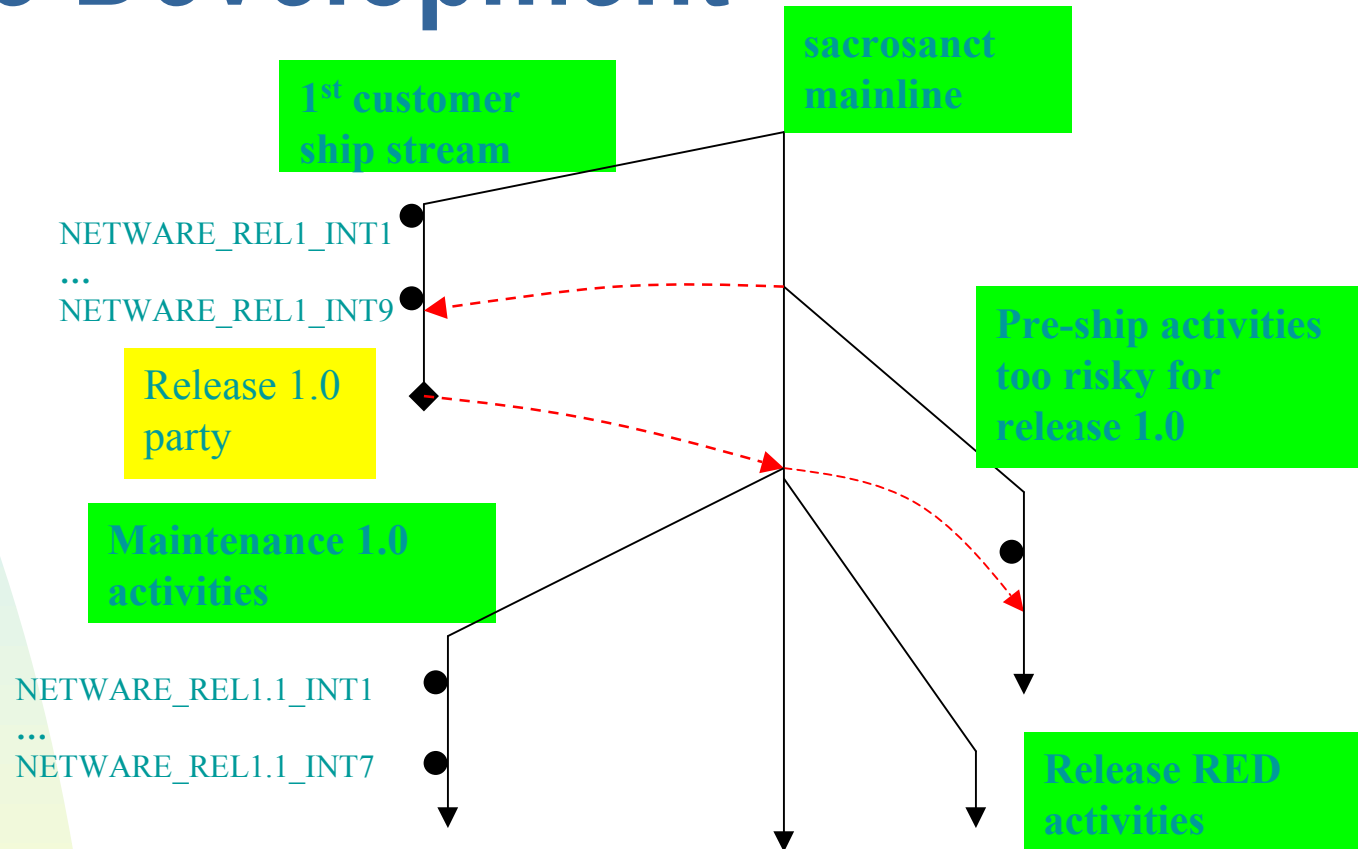 Development
sacrosanct
mainline
1st customer
ship stream
NETWARE_REL1_INT1
...
NETWARE_REL1_INT9
Pre-ship activities
too risky for
release 1.0
Release 1.0
party
Maintenance 1.0
activities
NETWARE_REL1.1_INT1
...
NETWARE_REL1.1_INT7
Release RED
activities